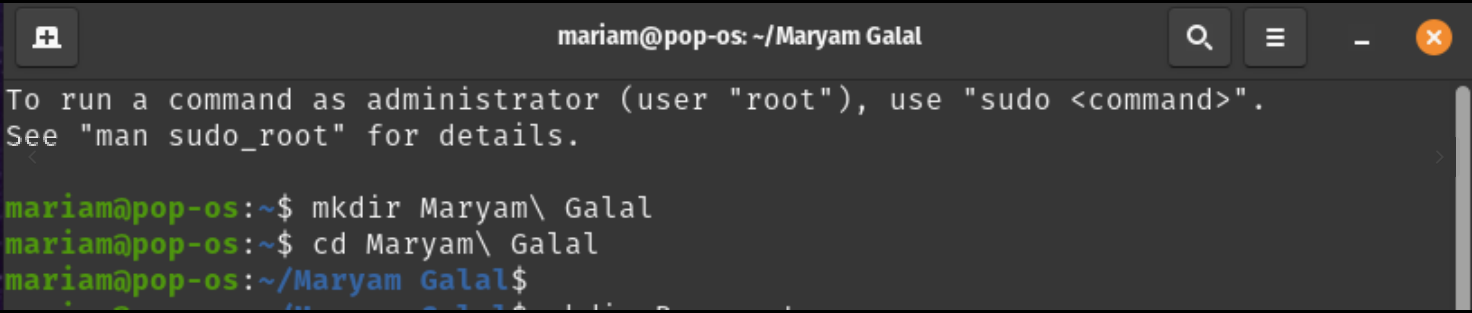 mariam@pop-os: ~/Maryam Galal
To run a command as administrator (user "root"), use "sudo <command>".
See "man sudo_root" for details.
mariam@pop-os:~$ mkdir Maryam\ Galal
mariam@pop-os:~$ cd Maryam\ Galal
mariam@pop-os:~/Maryam Galal$